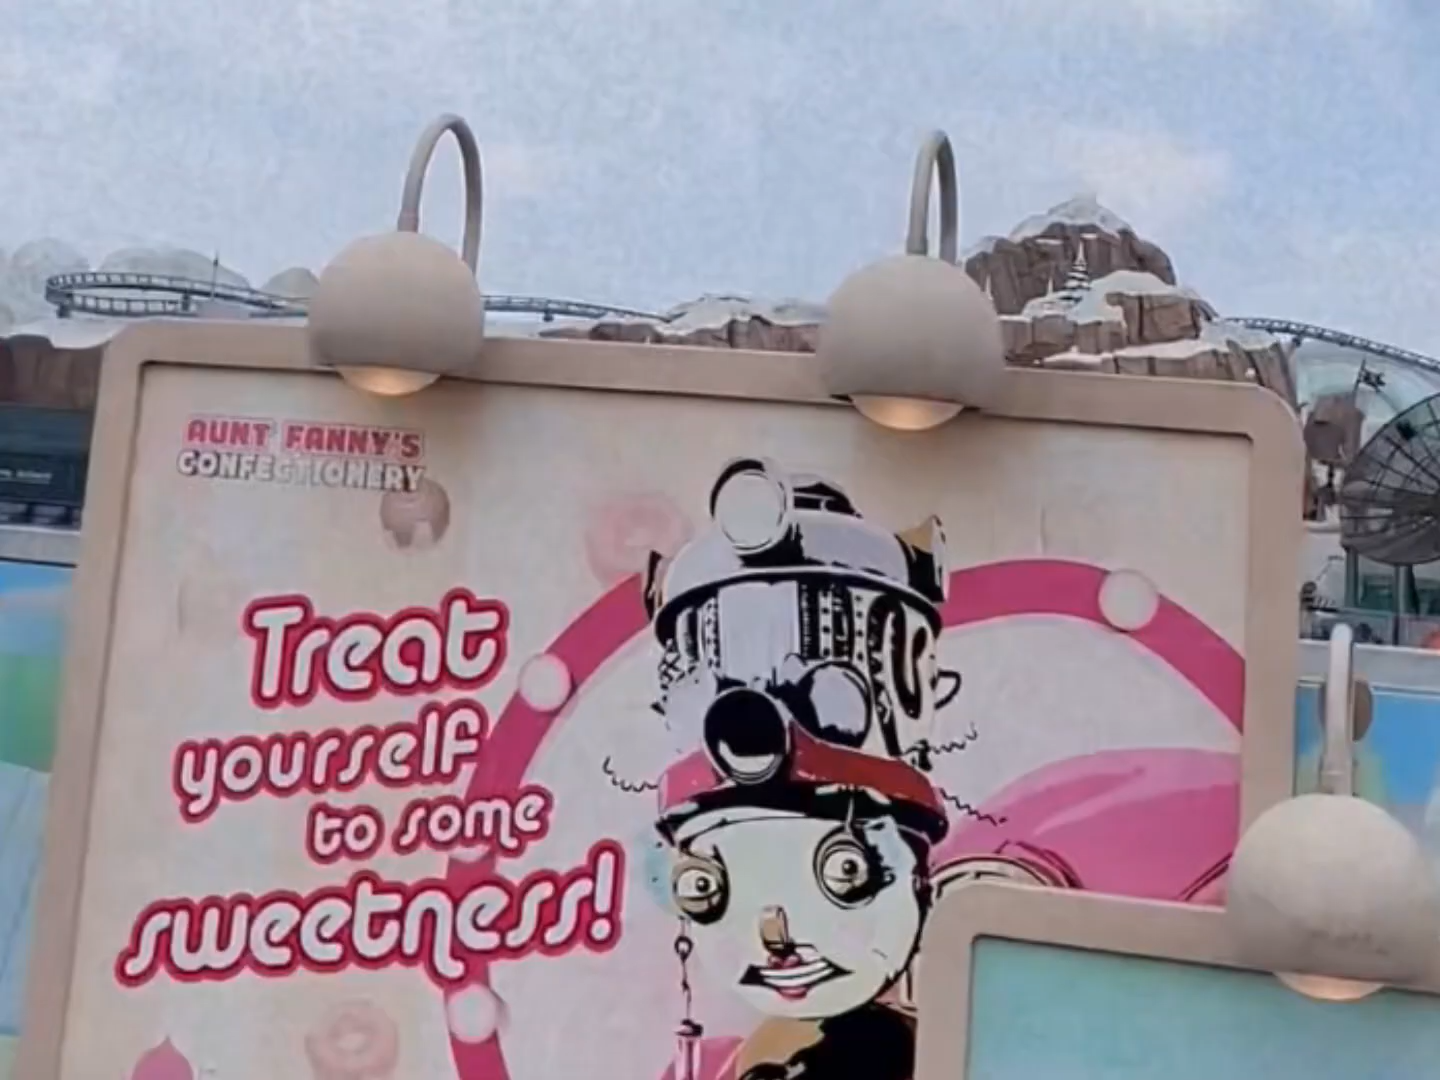 AUNT FANNY'S
CONFECTIONERY
Treat
yourself
to some
sweetness!